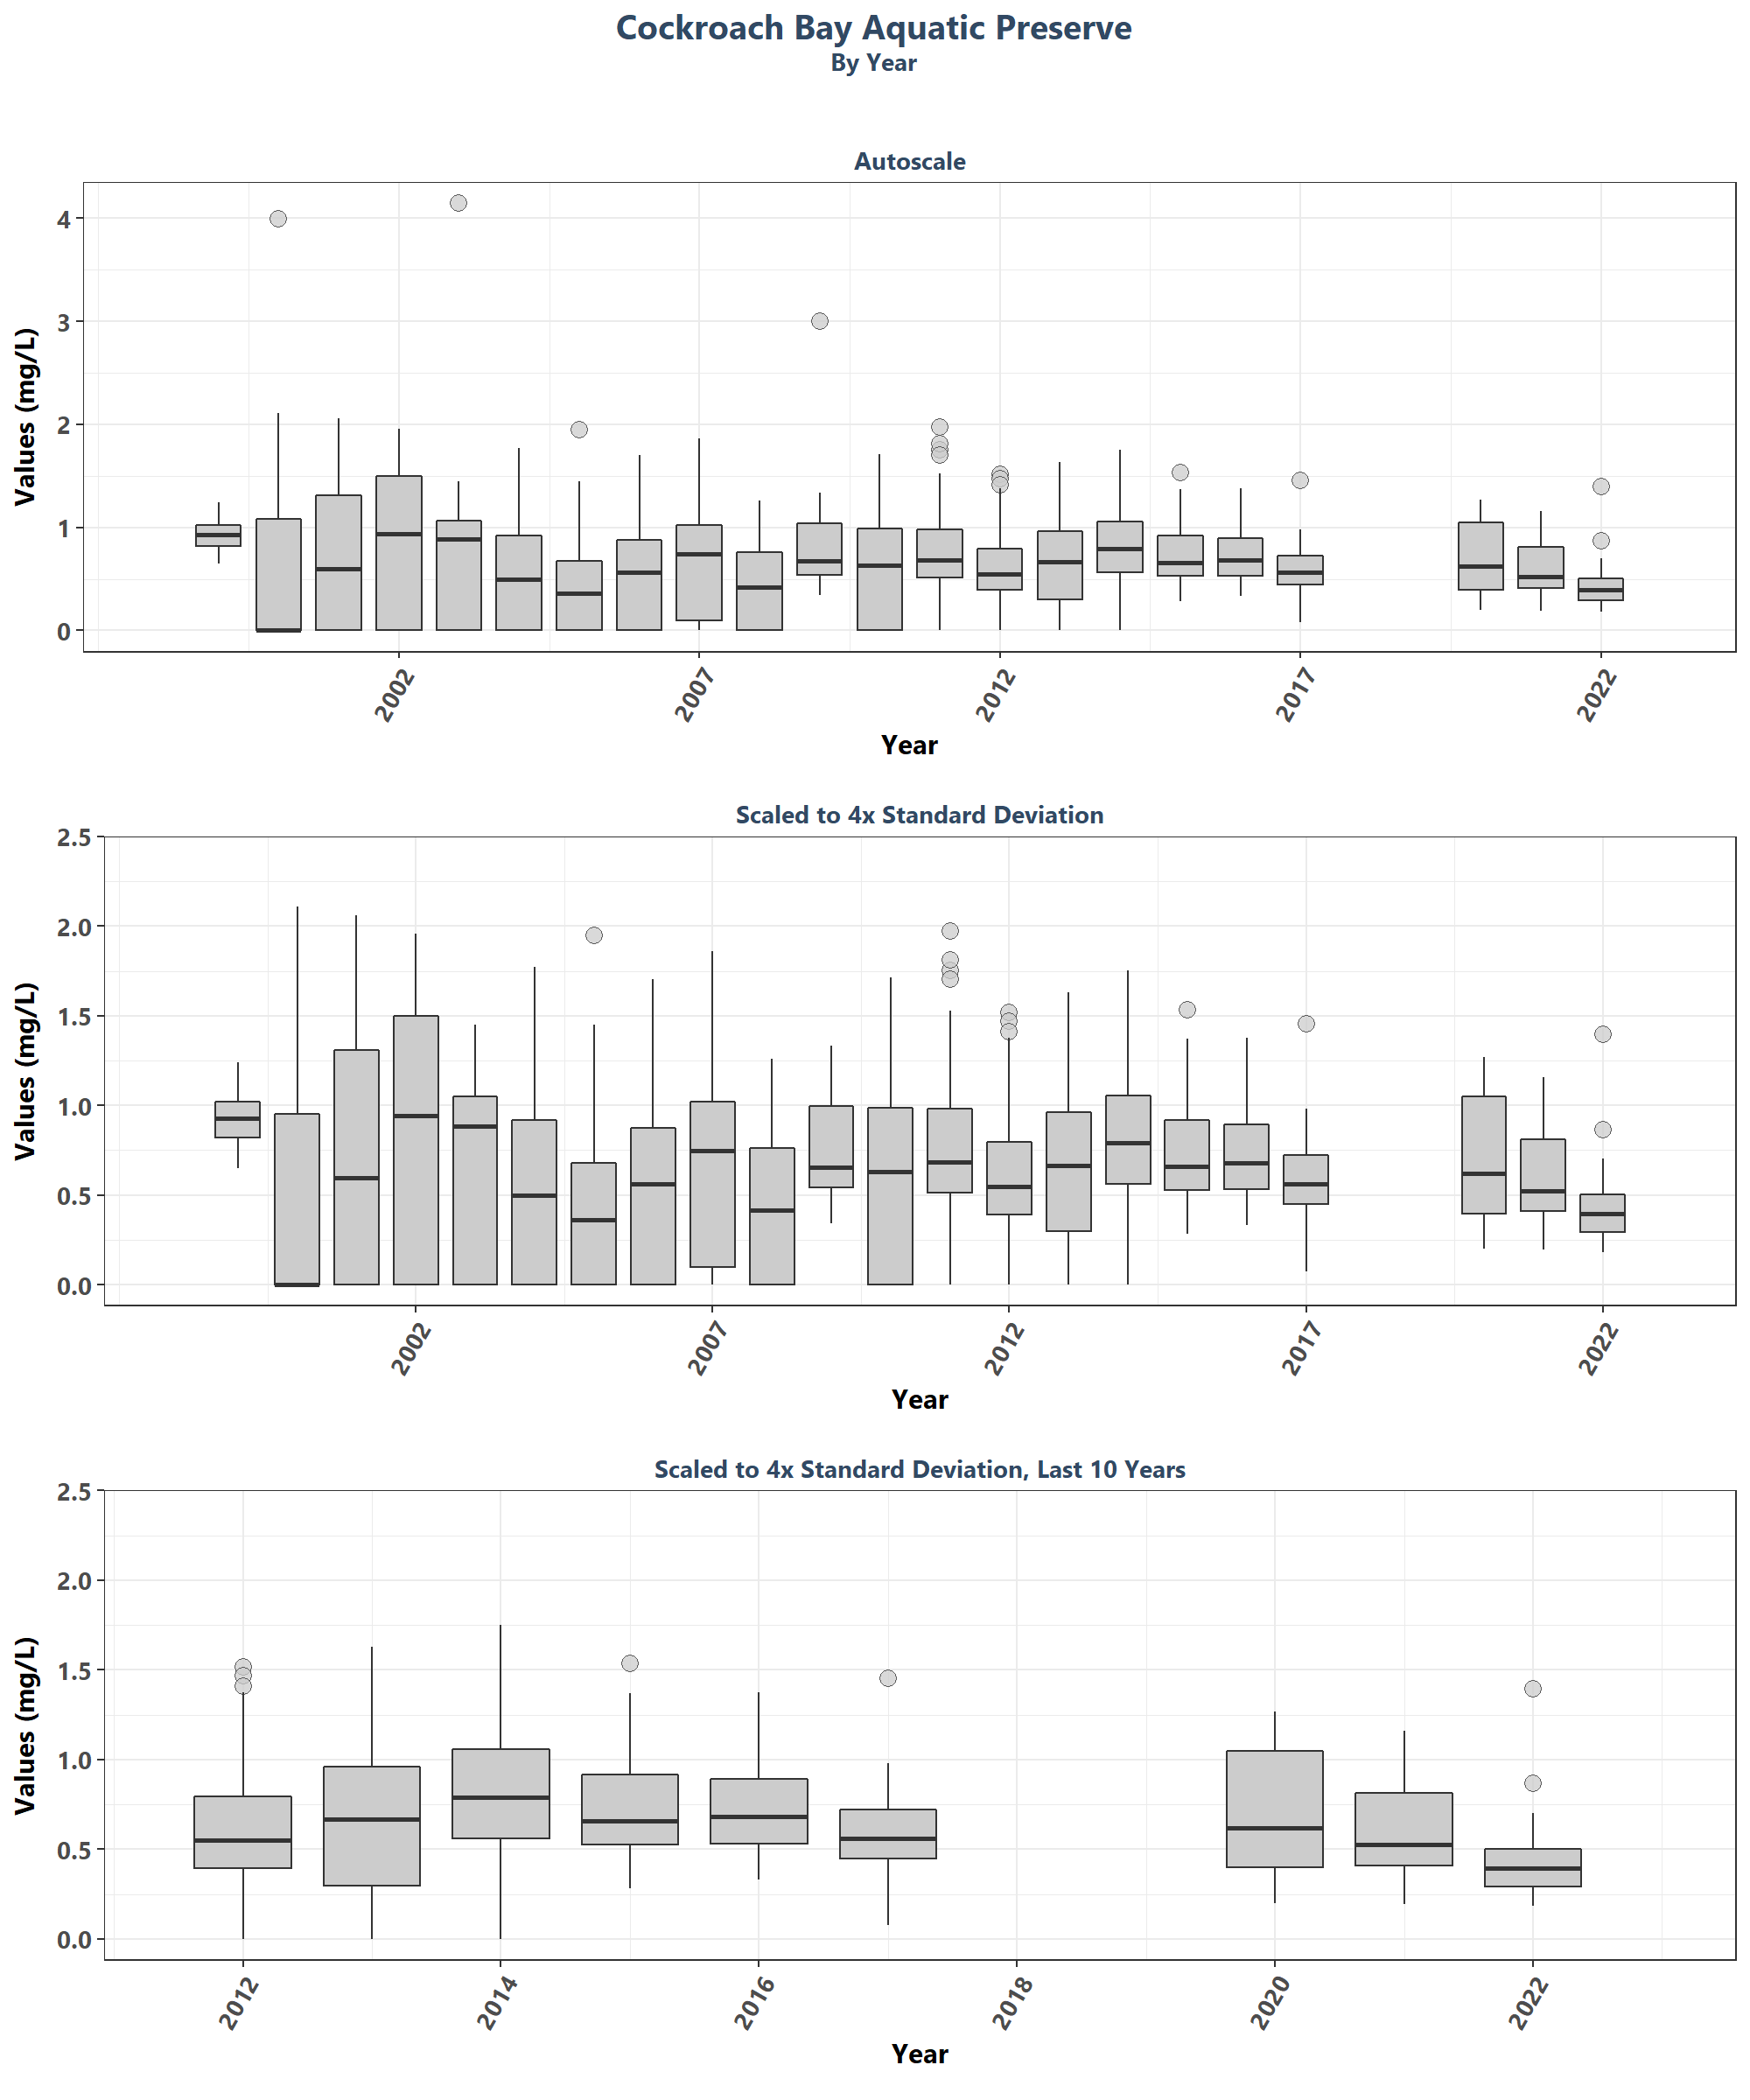 Cockroach Bay Aquatic Preserve
By Year
Autoscale
Values (mg/L)
4
3
2
1
0
2002 2007 2012 2017 2022
Year
Scaled to 4x Standard Deviation
Values (mg/L)
2.5
2.0
1.5
1.0
0.5
0.0
2002 2007 2012 2017 2022
Year
Scaled to 4x Standard Deviation, Last 10 Years
Values (mg/L)
2.5
2.0
1.5
1.0
0.5
0.0
2012 2014 2016 2018 2020 2022
Year